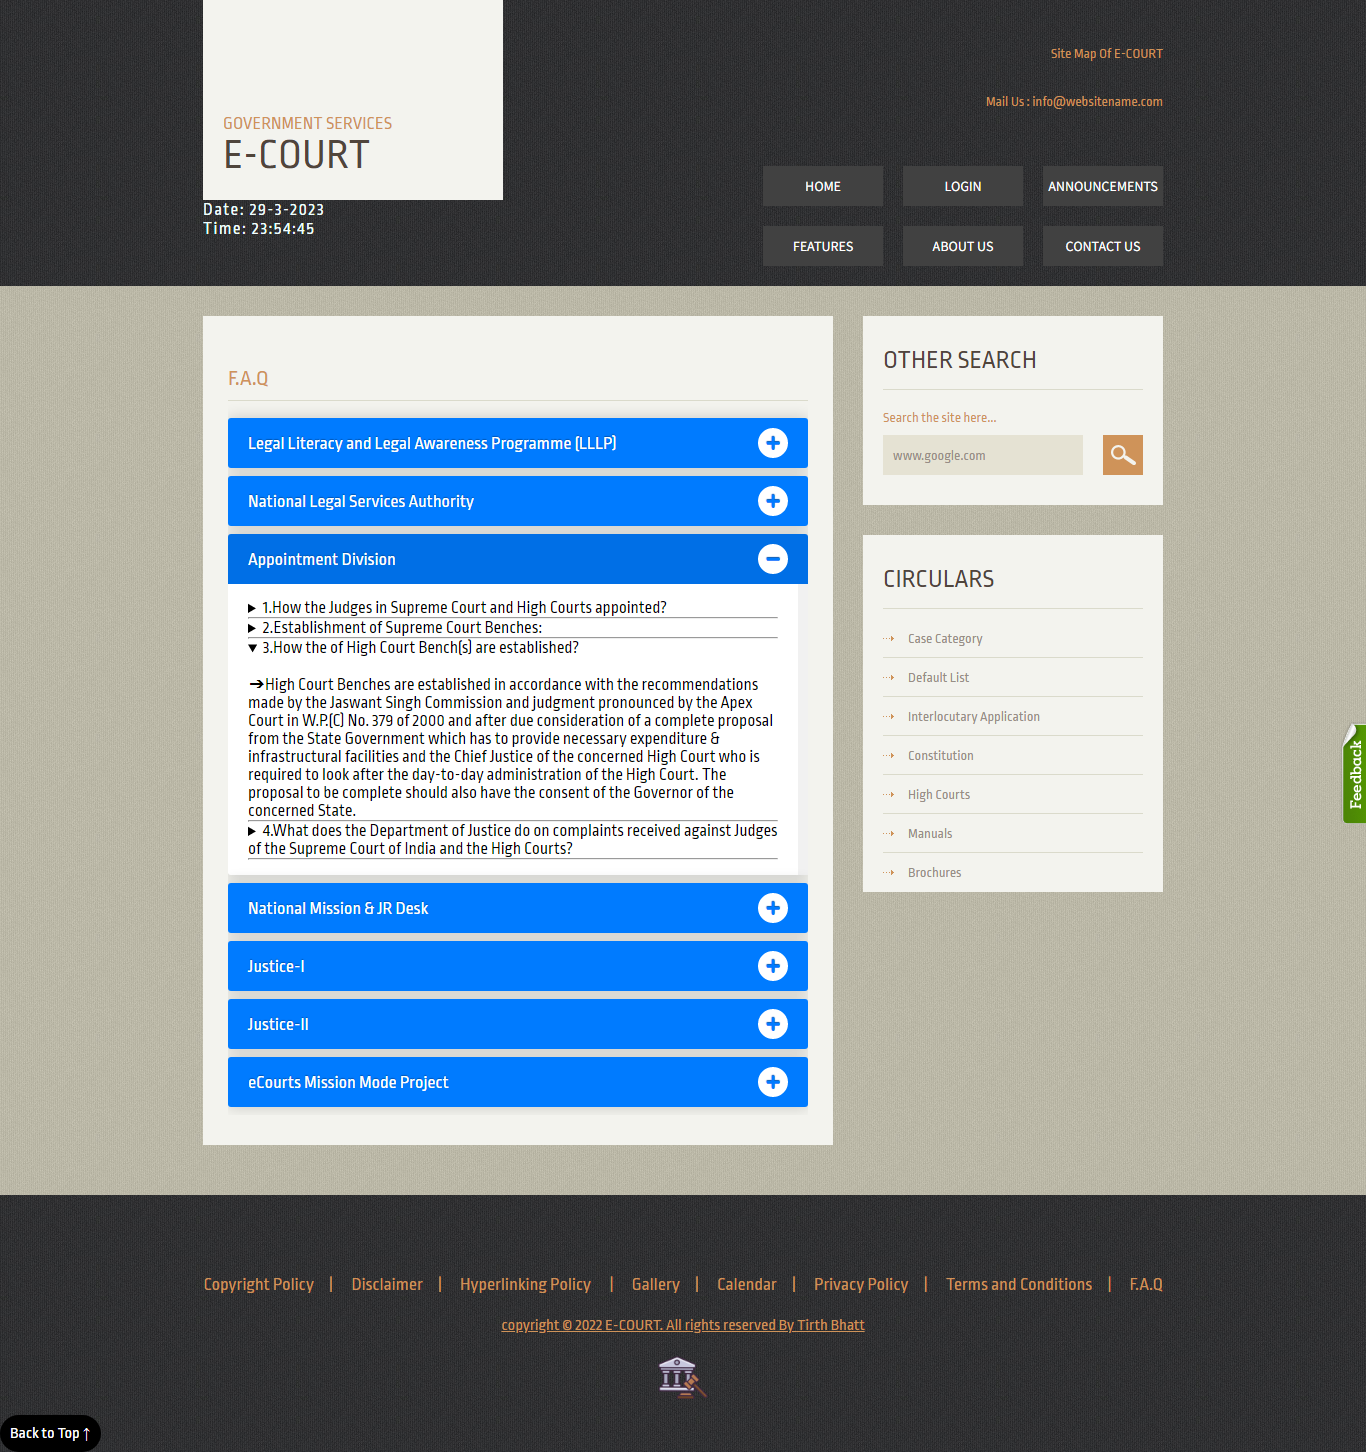 Site Map Of E-COURT
Mail Us : info@websitename.com
GOVERNMENT SERVICES
E-COURT
Date: 29-3-2023
Time: 23:54:45
HOME
LOGIN
ANNOUNCEMENTS
FEATURES
ABOUT US
CONTACT US
F.A.Q
Legal Literacy and Legal Awareness Programme (LLLP)
National Legal Services Authority
Appointment Division
1.How the Judges in Supreme Court and High Courts appointed?
2.Establishment of Supreme Court Benches:
3.How the of High Court Bench(s) are established?
➔High Court Benches are established in accordance with the recommendations
made by the Jaswant Singh Commission and judgment pronounced by the Apex
Court in W.P.(C) No. 379 of 2000 and after due consideration of a complete proposal
from the State Government which has to provide necessary expenditure &
infrastructural facilities and the Chief Justice of the concerned High Court who is
required to look after the day-to-day administration of the High Court. The
proposal to be complete should also have the consent of the Governor of the
concerned State.
4.What does the Department of Justice do on complaints received against Judges
of the Supreme Court of India and the High Courts?
National Mission & JR Desk
Justice-I
Justice-II
eCourts Mission Mode Project
OTHER SEARCH
Search the site here...
www.google.com
CIRCULARS
Case Category
Default List
Interlocutary Application
Constitution
High Courts
Manuals
Brochures
Feedback
Copyright Policy | Disclaimer | Hyperlinking Policy | Gallery | Calendar | Privacy Policy | Terms and Conditions | F.A.Q
copyright © 2022 E-COURT. All rights reserved By Tirth Bhatt
Back to Top ↑